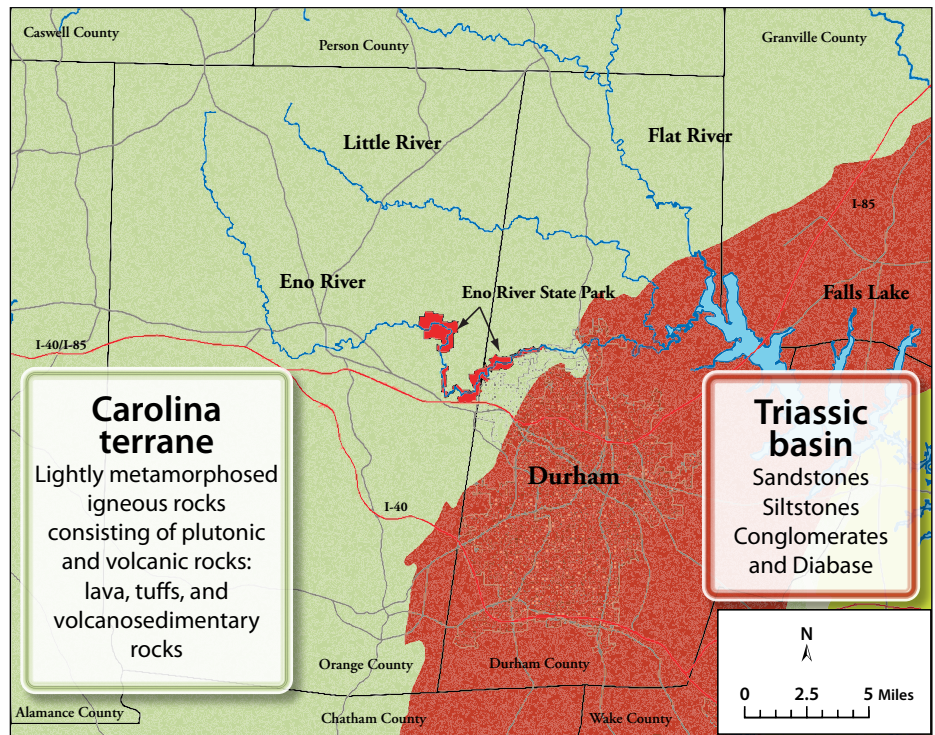 Caswell County
Person County
Granville County
Little River
Flat River
I-85
Eno River
Eno River State Park
Falls Lake
I-40/I-85
Carolina
terrane
Lightly metamorphosed
igneous rocks
consisting of plutonic
and volcanic rocks:
lava, tuffs, and
volcanosedimentary
rocks
Triassic
basin
Sandstones
Siltstones
Conglomerates
and Diabase
Durham
I-40
N
Orange County
Durham County
0 2.5 5 Miles
Alamance County
Chatham County
Wake County